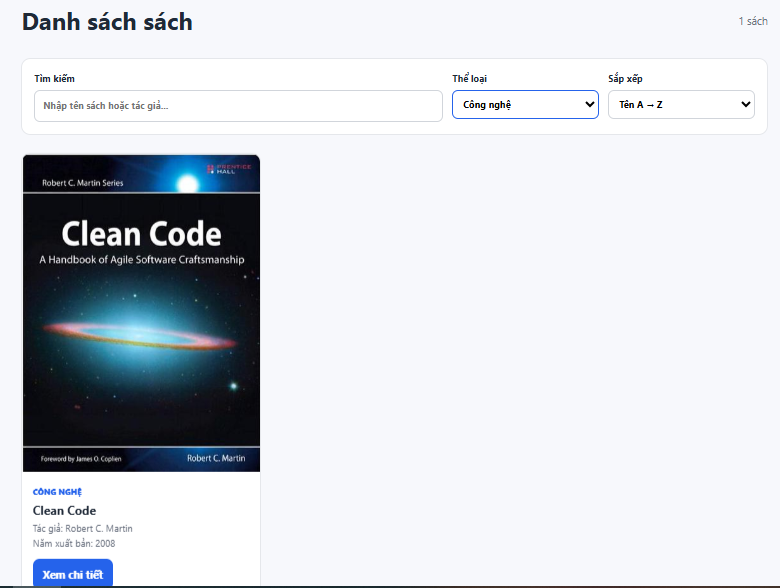 Danh sách sách
1 sách
Tìm kiếm
Thể loại
Sắp xếp
Nhập tên sách hoặc tác giả...
Công nghệ
Tên A → Z
PRENTICE
HALL
Robert C. Martin Series
Clean Code
A Handbook of Agile Software Craftsmanship
Foreword by James O. Coplien
Robert C. Martin
CÔNG NGHỆ
Clean Code
Tác giả: Robert C. Martin
Năm xuất bản: 2008
Xem chi tiết